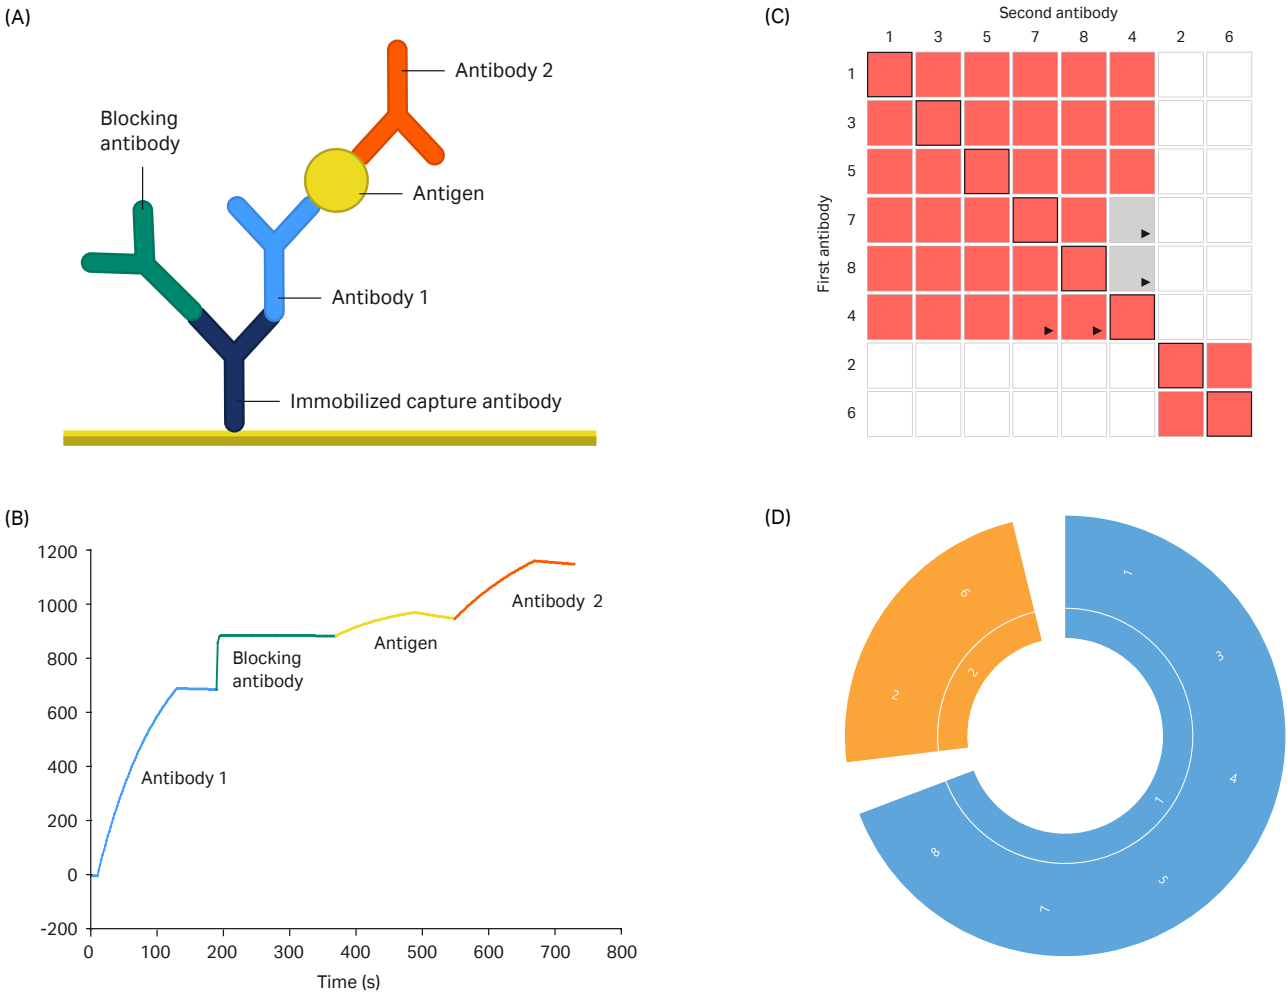 (A)
Antibody 2
Blocking
antibody
Antigen
Antibody 1
Immobilized capture antibody
(B)
1200
1000
800
600
400
200
0
-200
Antibody 1
Blocking
antibody
Antigen
Antibody 2
0 100 200 300 400 500 600 700 800
Time (s)
(C)
Second antibody
1 3 5 7 8 4 2 6
First antibody
1
3
5
7
8
4
2
6
(D)
1
3
4
5
7
8
1
2
6
2